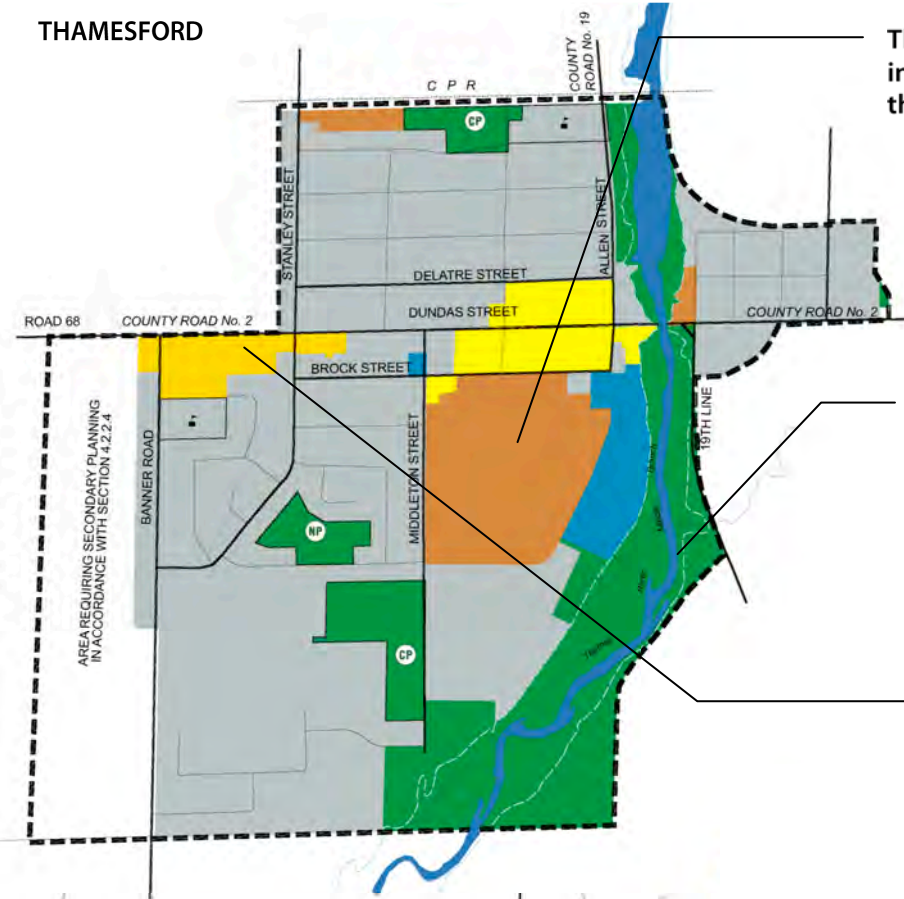 THAMESFORD
Th
in
th
C P R
COUNTY
ROAD No. 19
CP
STANLEY STREET
ALLEN STREET
DELATRE STREET
DUNDAS STREET
ROAD 68
COUNTY ROAD No. 2
COUNTY ROAD No. 2
BROCK STREET
AREA REQUIRING SECONDARY PLANNING
IN ACCORDANCE WITH SECTION 4.2.2.4
BANNER ROAD
MIDDLETON STREET
19TH LINE
NP
CP
Thames
River